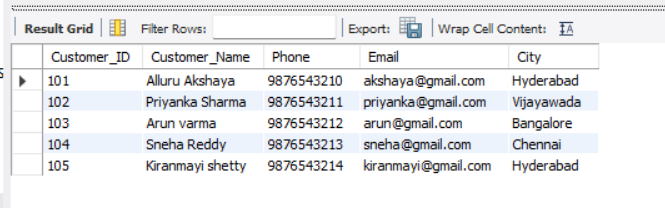 Result Grid Filter Rows: Export: Wrap Cell Content:
Customer_ID Customer_Name Phone Email City
101 Alluru Akshaya 9876543210 akshaya@gmail.com Hyderabad
102 Priyanka Sharma 9876543211 priyanka@gmail.com Vijayawada
103 Arun varma 9876543212 arun@gmail.com Bangalore
104 Sneha Reddy 9876543213 sneha@gmail.com Chennai
105 Kiranmayi shetty 9876543214 kiranmayi@gmail.com Hyderabad